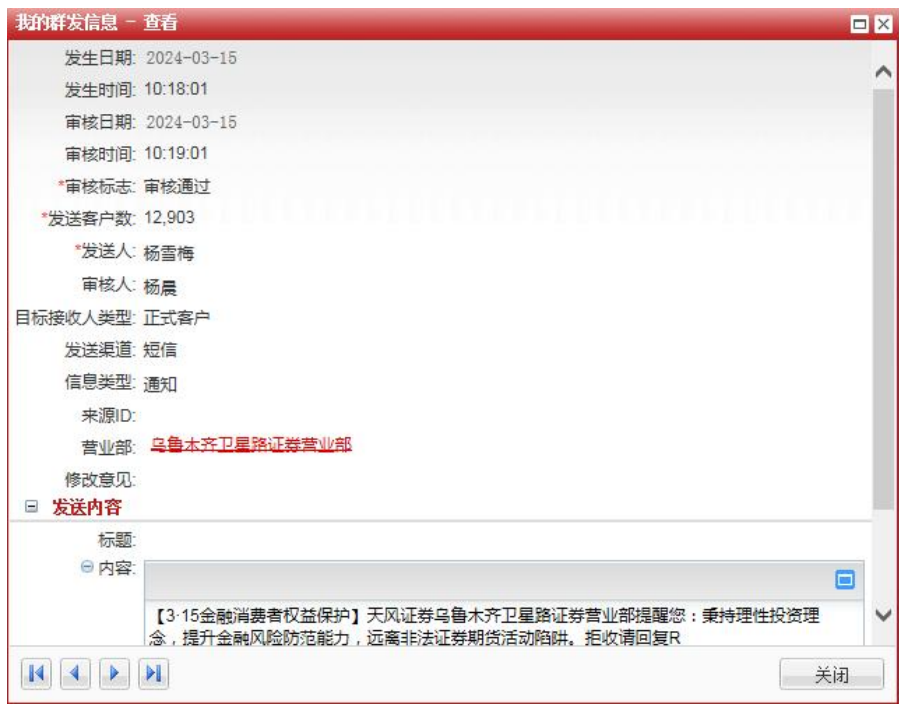 我的群发信息 - 查看
发生日期: 2024-03-15
发生时间: 10:18:01
审核日期: 2024-03-15
审核时间: 10:19:01
*审核标志: 审核通过
*发送客户数: 12,903
*发送人: 杨雪梅
审核人: 杨晨
目标接收人类型: 正式客户
发送渠道: 短信
信息类型: 通知
来源ID:
营业部: 乌鲁木齐卫星路证券营业部
修改意见:
发送内容
标题:
内容:
【3·15金融消费者权益保护】天风证券乌鲁木齐卫星路证券营业部提醒您：秉持理性投资理
念，提升金融风险防范能力，远离非法证券期货活动陷阱。拒收请回复R
关闭